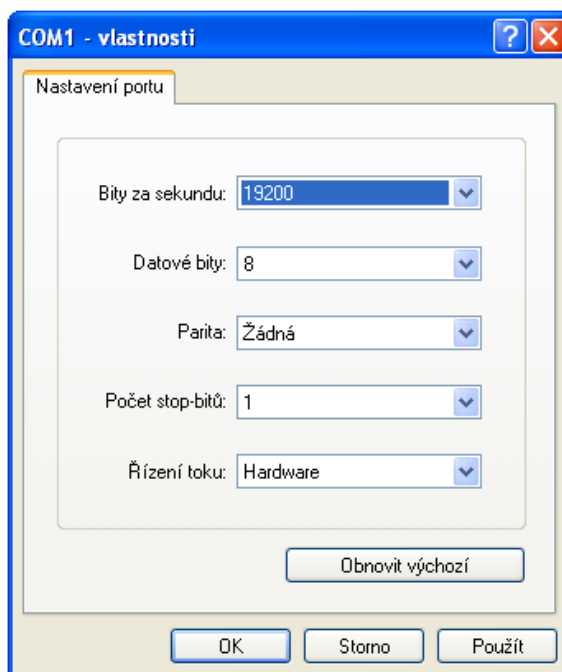 COM1 - vlastnosti
Nastavení portu
Bity za sekundu: 19200
Datové bity: 8
Parita: Žádná
Počet stop-bitů: 1
Řízení toku: Hardware
Obnovit výchozí
OK Storno Použít